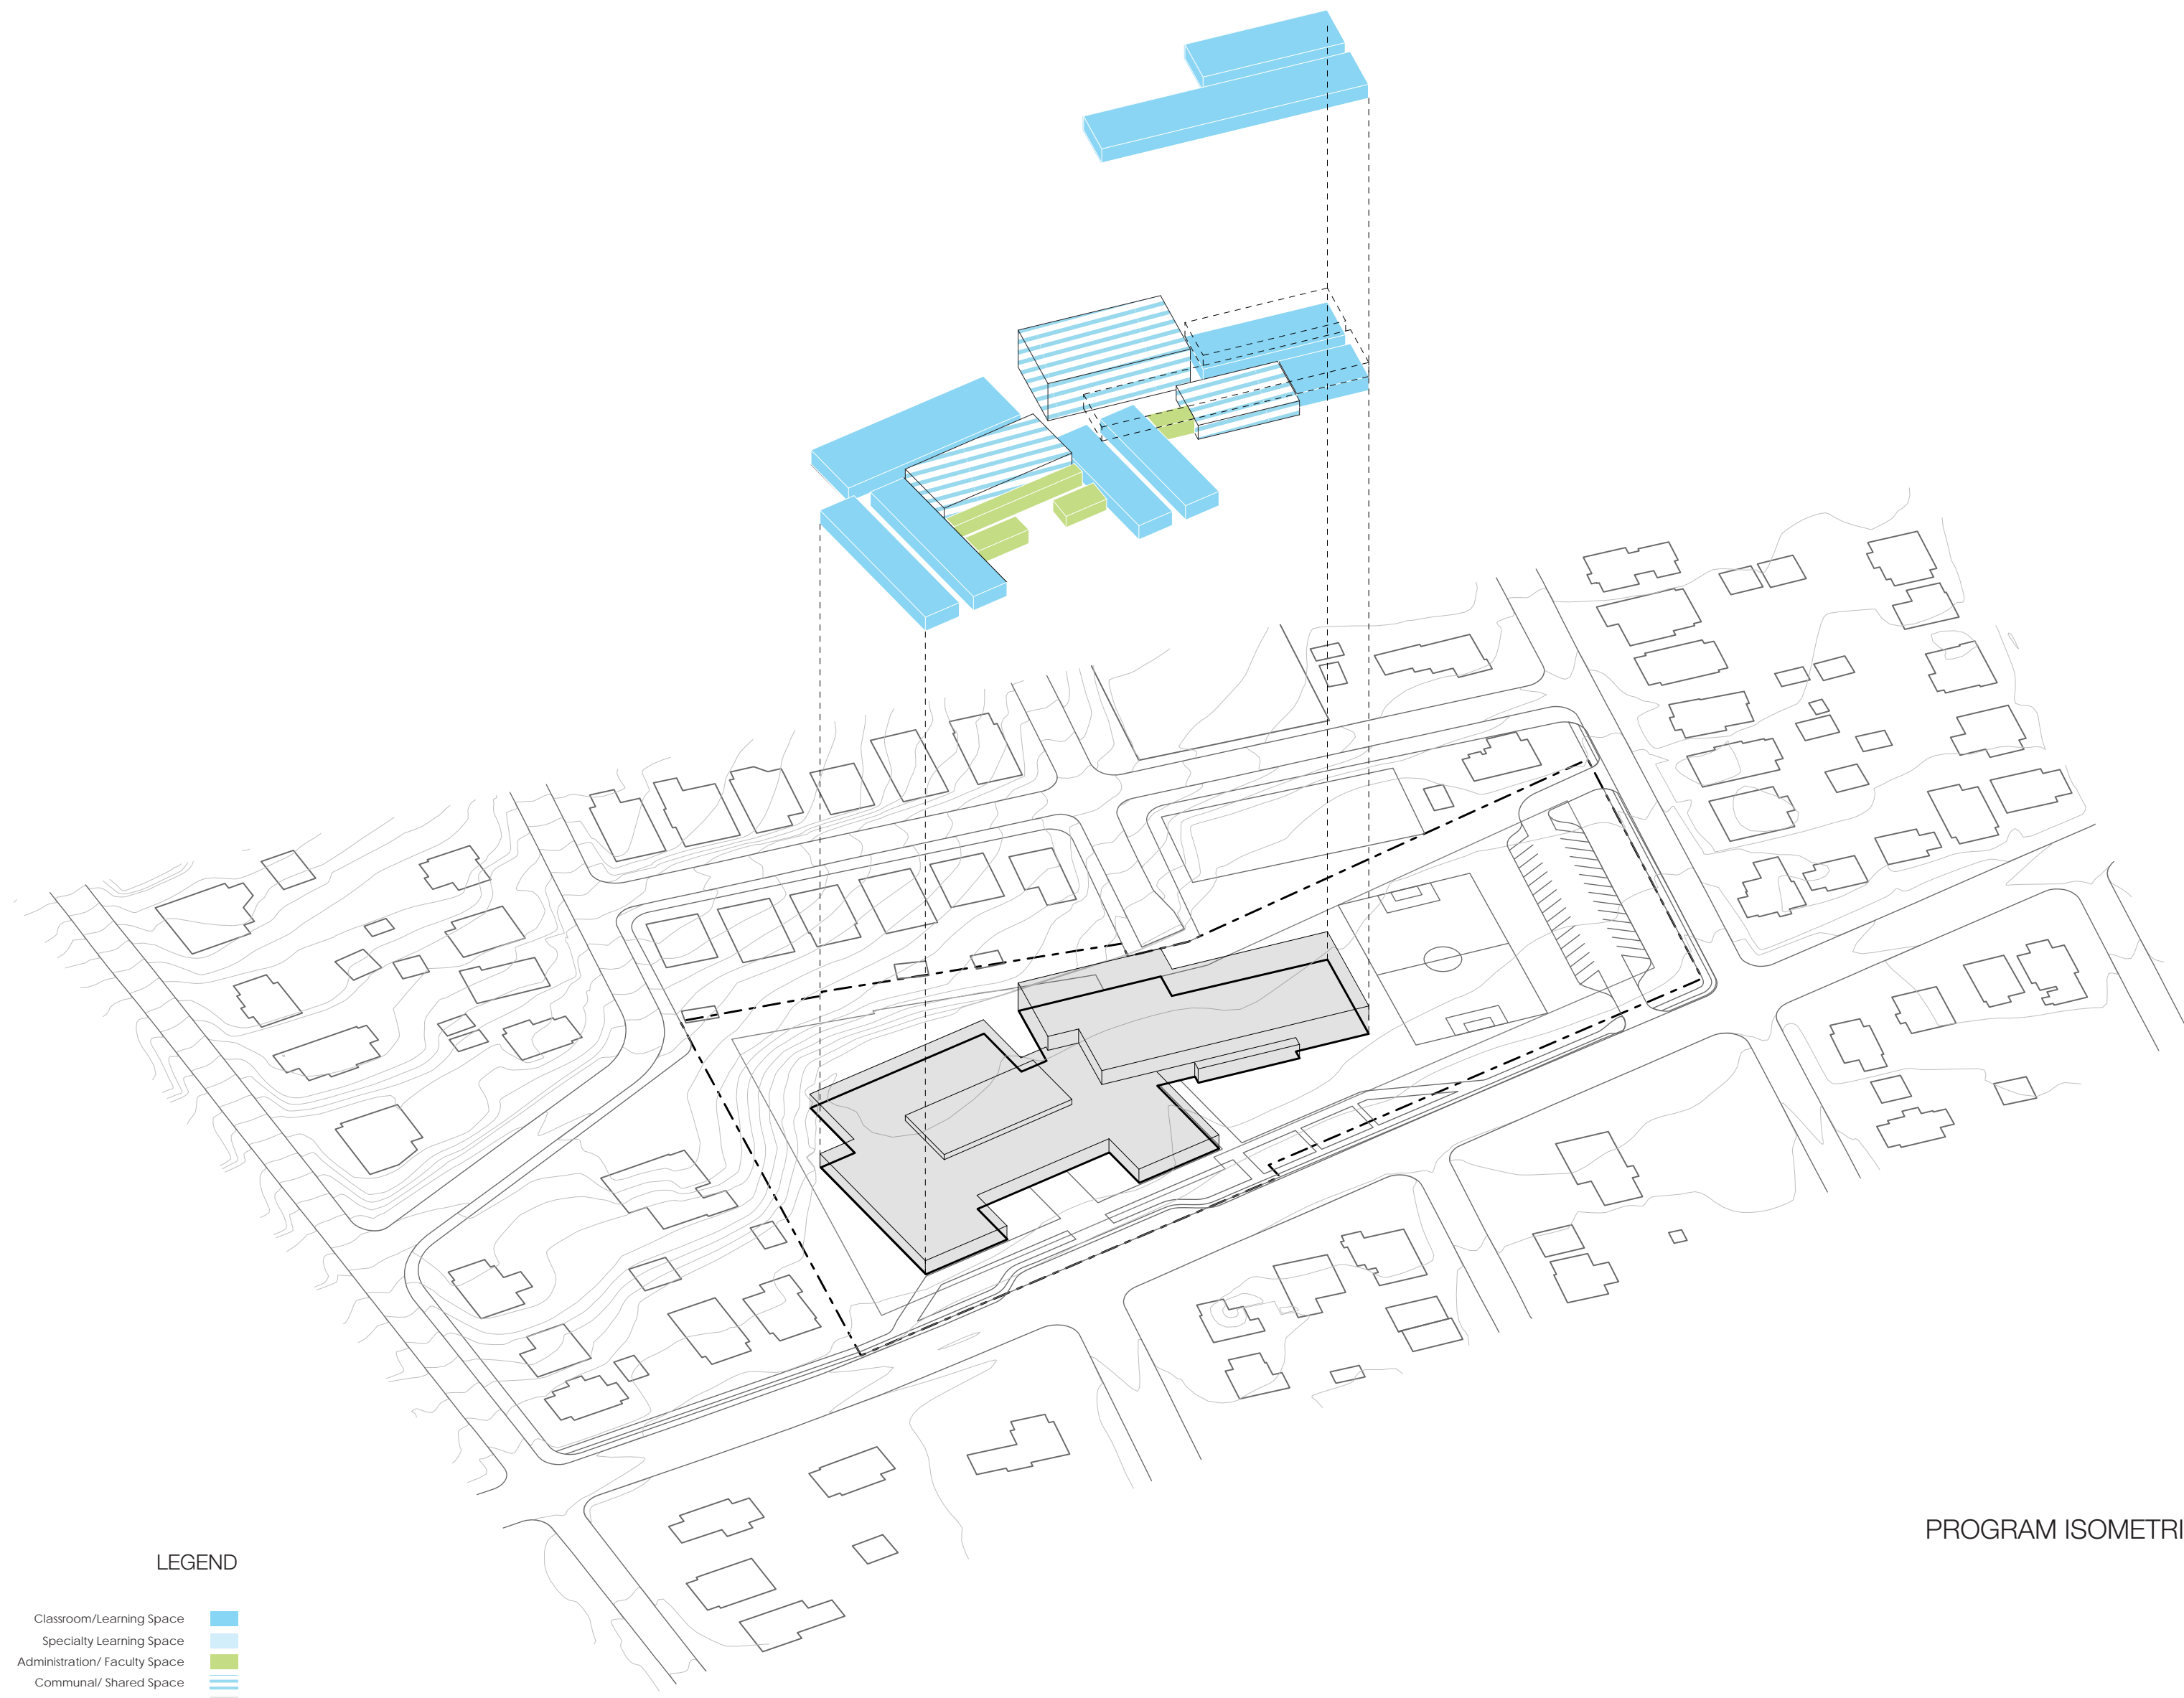 PROGRAM ISOMETRI
LEGEND
Classroom/Learning Space
Specialty Learning Space
Administration/ Faculty Space
Communal/ Shared Space